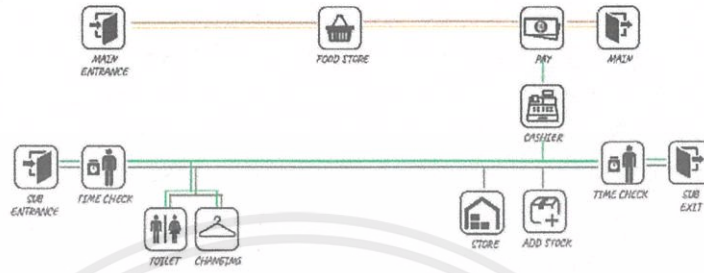 MAIN
ENTRANCE
FOOD STORE
PAY
MAIN
CASHIER
SUB
ENTRANCE
TIME CHECK
TIME CHECK
SUB
EXIT
TOILET
CHANGING
STORE
ADD STOCK